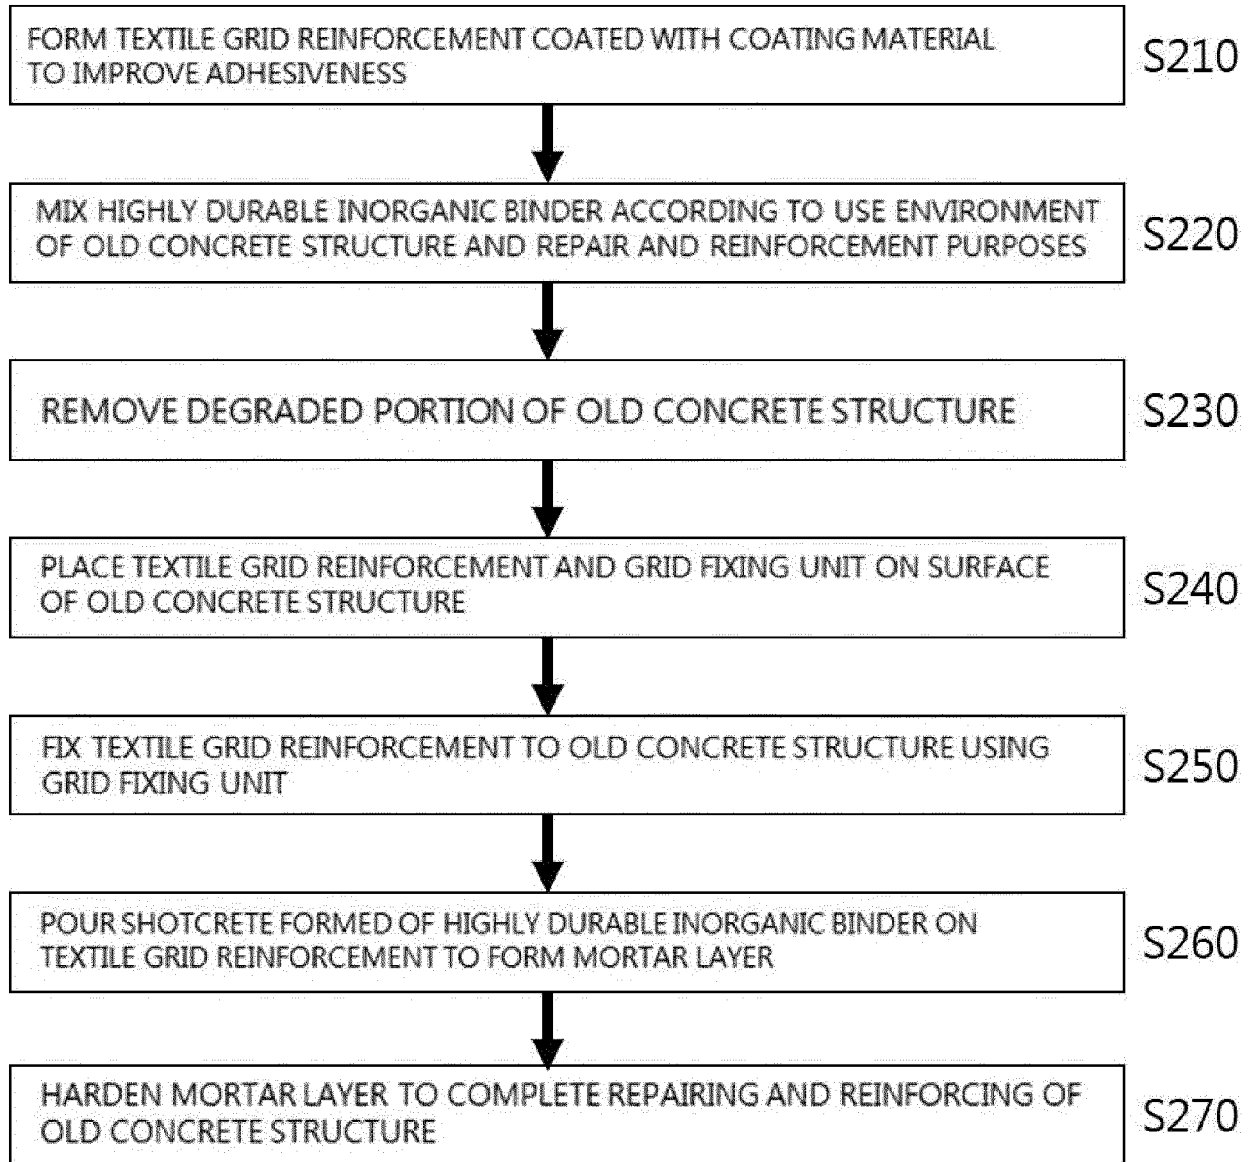 FORM TEXTILE GRID REINFORCEMENT COATED WITH COATING MATERIAL
TO IMPROVE ADHESIVENESS
S210
MIX HIGHLY DURABLE INORGANIC BINDER ACCORDING TO USE ENVIRONMENT
OF OLD CONCRETE STRUCTURE AND REPAIR AND REINFORCEMENT PURPOSES
S220
REMOVE DEGRADED PORTION OF OLD CONCRETE STRUCTURE
S230
PLACE TEXTILE GRID REINFORCEMENT AND GRID FIXING UNIT ON SURFACE
OF OLD CONCRETE STRUCTURE
S240
FIX TEXTILE GRID REINFORCEMENT TO OLD CONCRETE STRUCTURE USING
GRID FIXING UNIT
S250
POUR SHOTCRETE FORMED OF HIGHLY DURABLE INORGANIC BINDER ON
TEXTILE GRID REINFORCEMENT TO FORM MORTAR LAYER
S260
HARDEN MORTAR LAYER TO COMPLETE REPAIRING AND REINFORCING OF
OLD CONCRETE STRUCTURE
S270